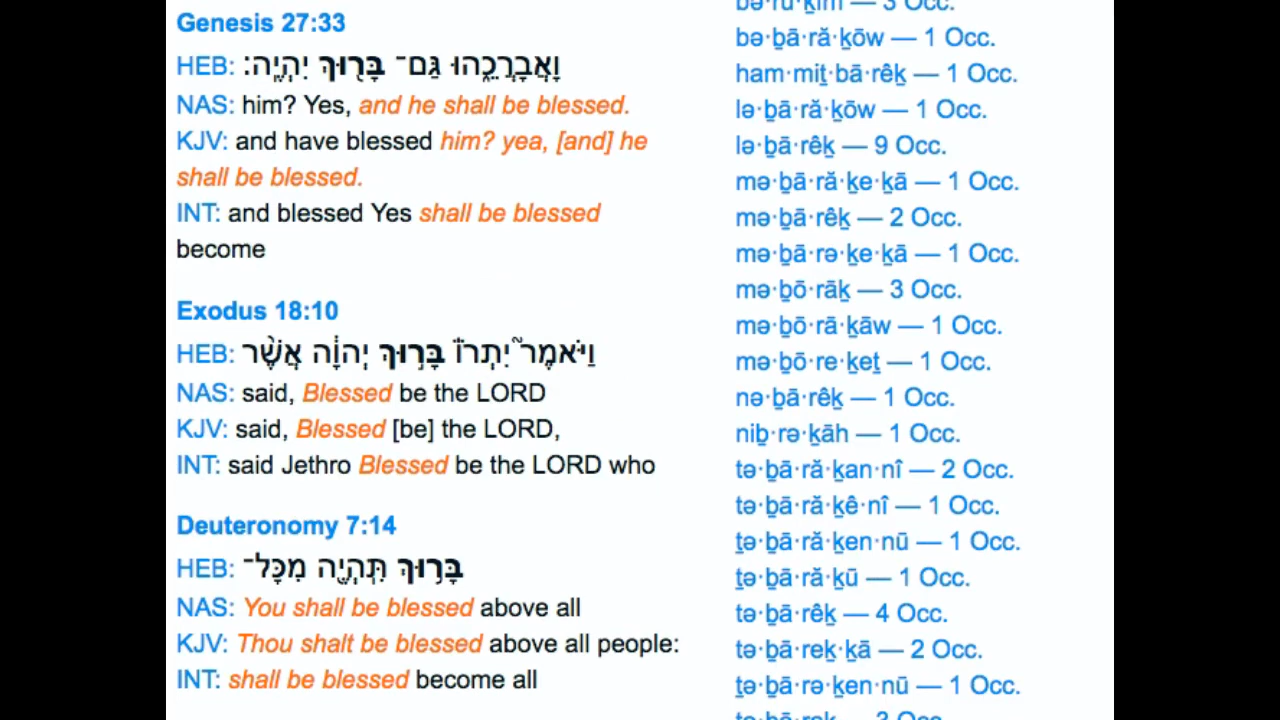 Genesis 27:33
HEB: וָאֲבָרֲכֵ֖הוּ גַּם־ בָּר֥וּךְ יִהְיֶֽה׃
NAS: him? Yes, and he shall be blessed.
KJV: and have blessed him? yea, [and] he
shall be blessed.
INT: and blessed Yes shall be blessed
become
Exodus 18:10
HEB: וַיֹּאמֶר֮ יִתְרוֹ֒ בָּר֣וּךְ יְהוָ֔ה אֲשֶׁ֨ר
NAS: said, Blessed be the LORD
KJV: said, Blessed [be] the LORD,
INT: said Jethro Blessed be the LORD who
Deuteronomy 7:14
HEB: בָּר֥וּךְ תִּֽהְיֶ֖ה מִכָּל־
NAS: You shall be blessed above all
KJV: Thou shalt be blessed above all people:
INT: shall be blessed become all
bə·ru·ḵîm — 3 Occ.
bə·ḇā·ră·ḵōw — 1 Occ.
ham·miṯ·bā·rêḵ — 1 Occ.
lə·ḇā·ră·ḵōw — 1 Occ.
lə·ḇā·rêḵ — 9 Occ.
mə·ḇā·ră·ḵe·ḵā — 1 Occ.
mə·ḇā·rêḵ — 2 Occ.
mə·ḇā·rə·ḵe·ḵā — 1 Occ.
mə·ḇō·rāḵ — 3 Occ.
mə·ḇō·rā·ḵāw — 1 Occ.
mə·ḇō·re·ḵeṯ — 1 Occ.
nə·ḇā·rêḵ — 1 Occ.
niḇ·rə·ḵāh — 1 Occ.
tə·ḇā·ră·ḵan·nî — 2 Occ.
tə·ḇā·ră·ḵê·nî — 1 Occ.
ṯə·ḇā·ră·ḵen·nū — 1 Occ.
ṯə·ḇā·ră·ḵū — 1 Occ.
tə·ḇā·rêḵ — 4 Occ.
tə·ḇā·reḵ·ḵā — 2 Occ.
ṯə·ḇā·rə·ḵen·nū — 1 Occ.